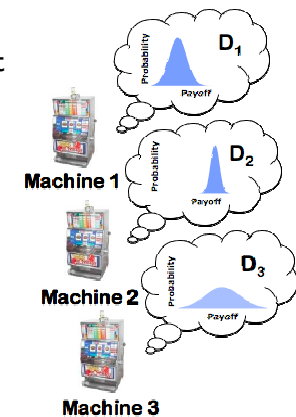 t
D1
Probability
Payoff
Machine 1
D2
Probability
Payoff
Machine 2
D3
Probability
Payoff
Machine 3